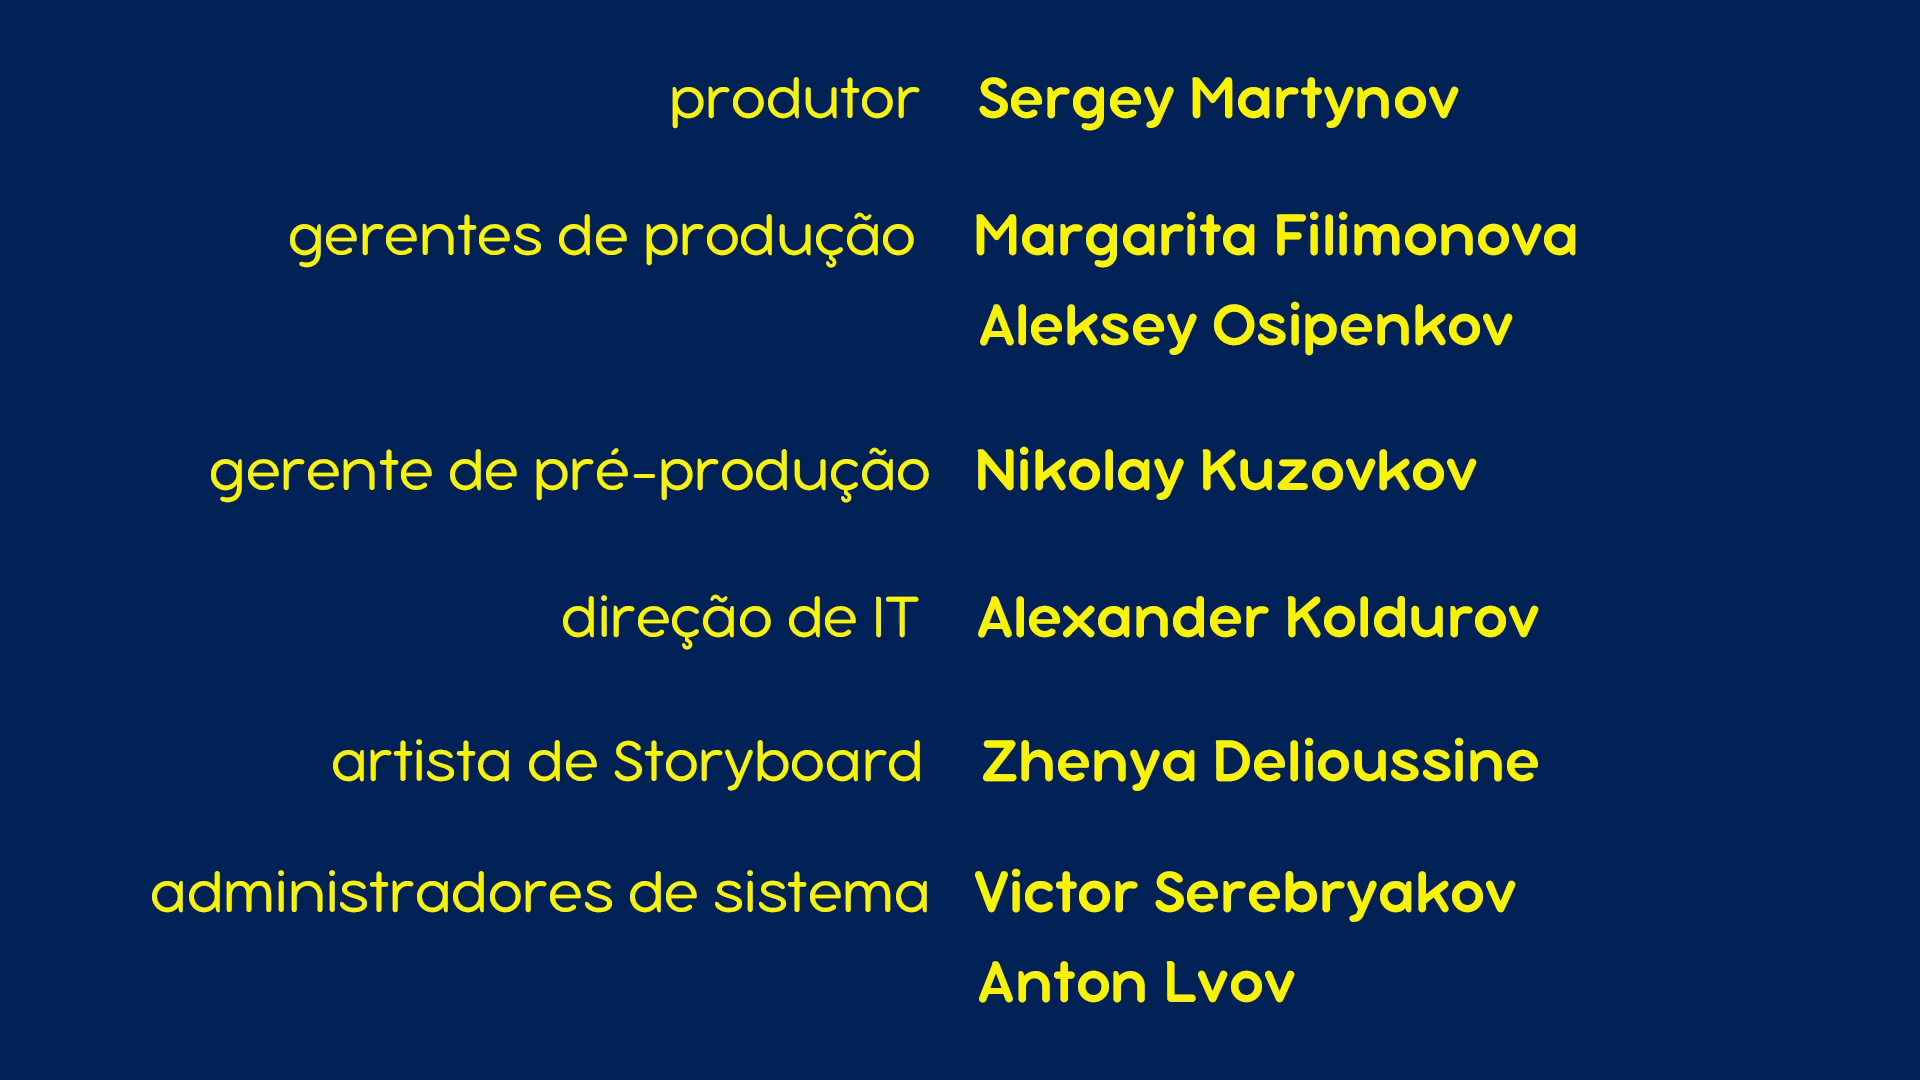 produtor Sergey Martynov
gerentes de produção Margarita Filimonova
Aleksey Osipenkov
gerente de pré-produção Nikolay Kuzovkov
direção de IT Alexander Koldurov
artista de Storyboard Zhenya Delioussine
administradores de sistema Victor Serebryakov
Anton Lvov